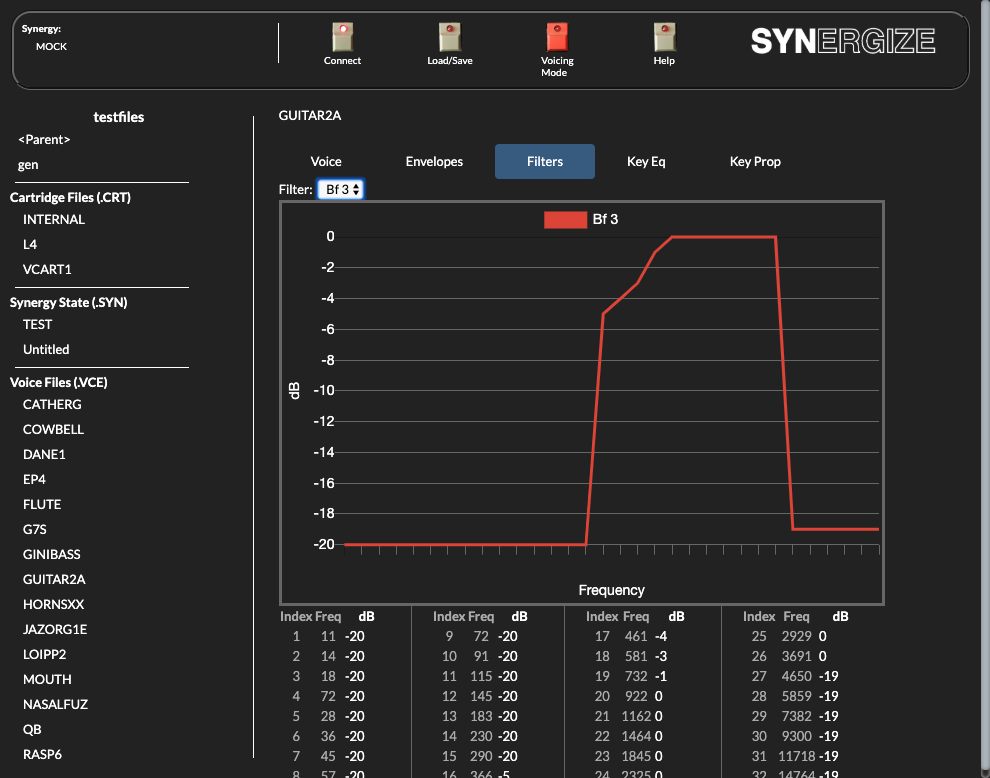 Synergy:
MOCK
Connect
Load/Save
Voicing
Mode
Help
SYNERGIZE
testfiles
<Parent>
gen
Cartridge Files (.CRT)
INTERNAL
L4
VCART1
Synergy State (.SYN)
TEST
Untitled
Voice Files (.VCE)
CATHERG
COWBELL
DANE1
EP4
FLUTE
G7S
GINIBASS
GUITAR2A
HORNSXX
JAZORG1E
LOIPP2
MOUTH
NASALFUZ
QB
RASP6
GUITAR2A
Voice Envelopes Filters Key Eq Key Prop
Filter: Bf 3
Bf 3
0
-2
-4
-6
-8
-10
-12
-14
-16
-18
-20
dB
Frequency
Index Freq dB Index Freq dB Index Freq dB Index Freq dB
1 11 -20 9 72 -20 17 461 -4 25 2929 0
2 14 -20 10 91 -20 18 581 -3 26 3691 0
3 18 -20 11 115 -20 19 732 -1 27 4650 -19
4 72 -20 12 145 -20 20 922 0 28 5859 -19
5 28 -20 13 183 -20 21 1162 0 29 7382 -19
6 36 -20 14 230 -20 22 1464 0 30 9300 -19
7 45 -20 15 290 -20 23 1845 0 31 11718 -19
8 57 -20 16 366 -5 24 2325 0 32 14764 -19